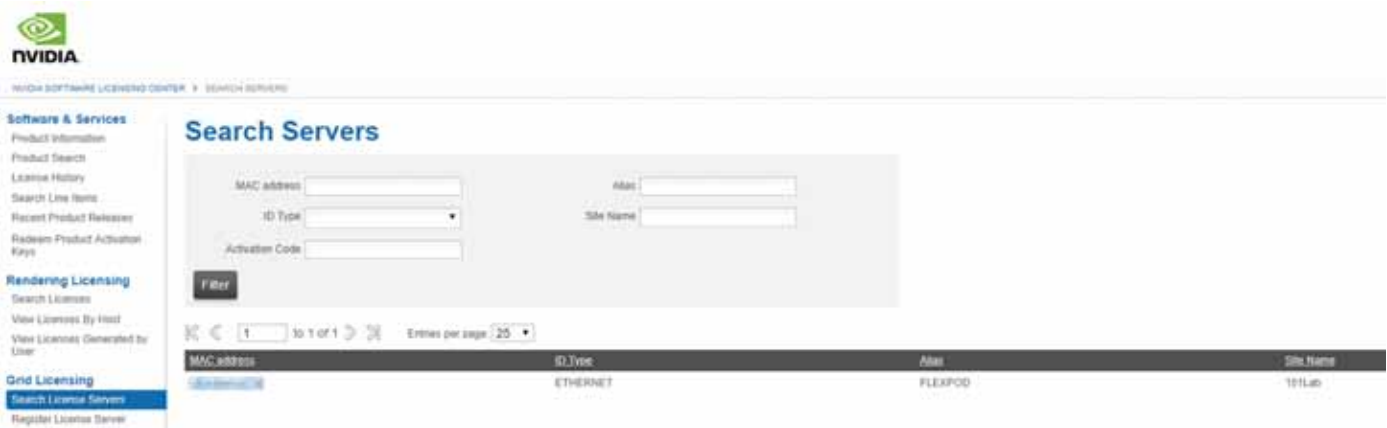 NVIDIA
NVIDIA SOFTWARE LICENSING CENTER > SEARCH SERVERS
Software & Services
Product Information
Product Search
License History
Search Line Items
Recent Product Releases
Redeem Product Activation
Keys
Rendering Licensing
Search Licenses
View Licenses By Host
View Licenses Generated by
User
Grid Licensing
Search License Servers
Register License Server
Search Servers
MAC address
Alias
ID Type
Site Name
Activation Code
Filter
1 to 1 of 1 Entries per page 25
MAC address ID Type Alias Site Name
ETHERNET FLEXPOD 101Lab